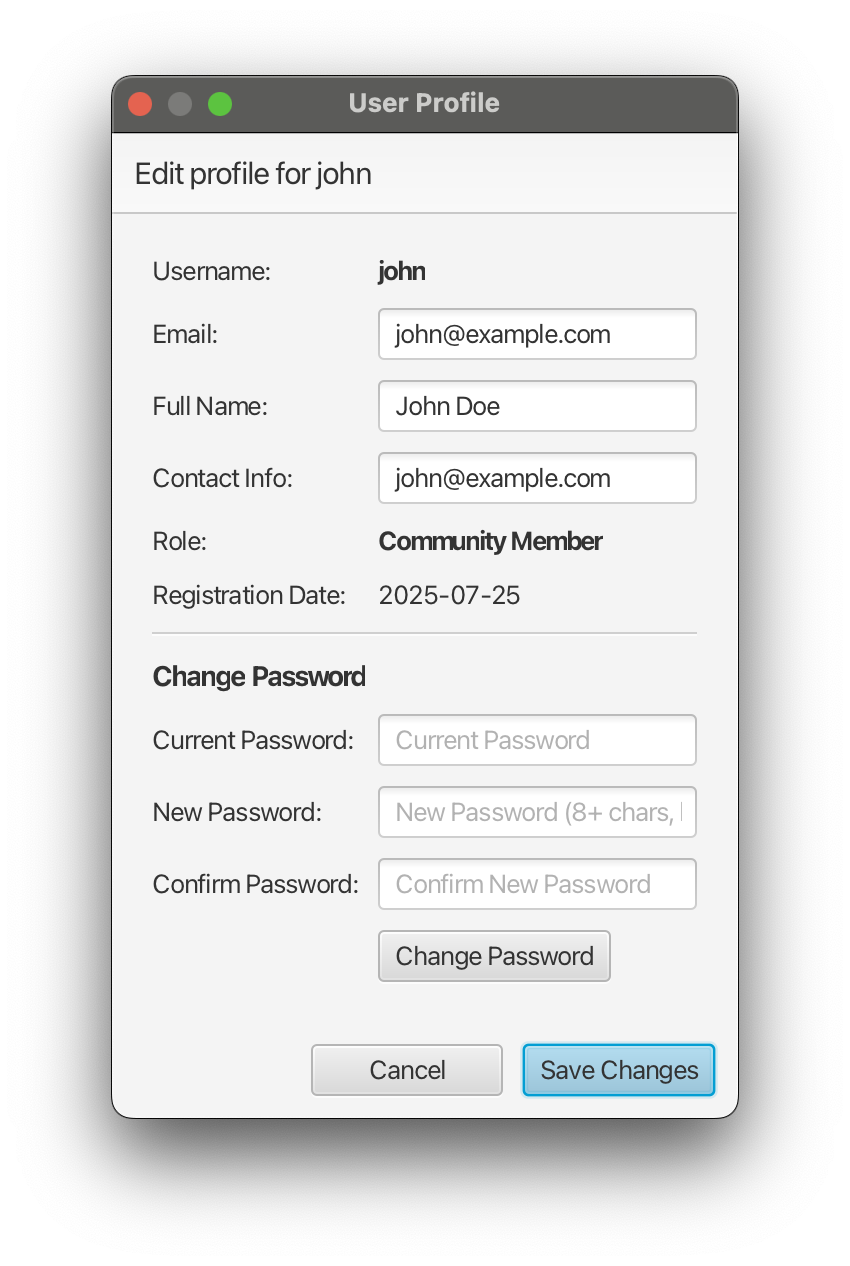 User Profile
Edit profile for john
Username: john
Email: john@example.com
Full Name: John Doe
Contact Info: john@example.com
Role: Community Member
Registration Date: 2025-07-25
Change Password
Current Password: Current Password
New Password: New Password (8+ chars,
Confirm Password: Confirm New Password
Change Password
Cancel Save Changes